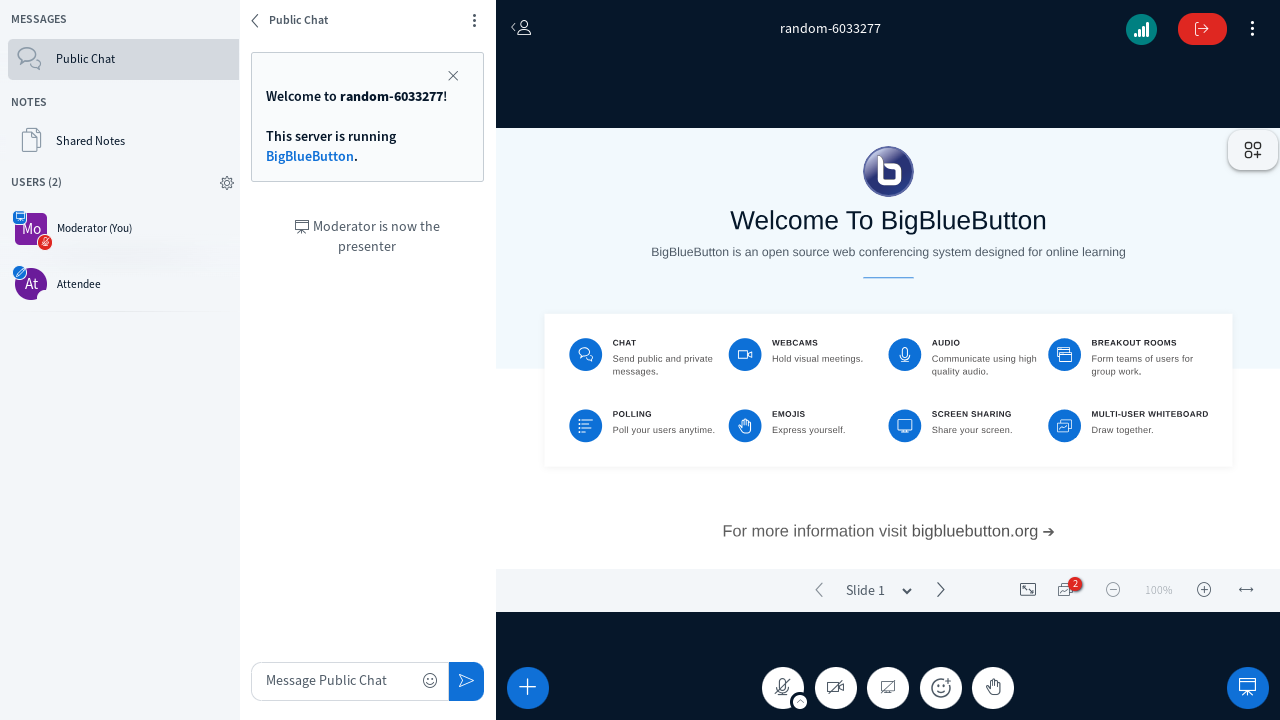 MESSAGES
Public Chat
NOTES
Shared Notes
USERS (2)
Mo
Moderator (You)
At
Attendee
Public Chat
Welcome to random-6033277!
This server is running
BigBlueButton.
Moderator is now the
presenter
Message Public Chat
random-6033277
b
Welcome To BigBlueButton
BigBlueButton is an open source web conferencing system designed for online learning
CHAT
Send public and private
messages.
WEBCAMS
Hold visual meetings.
AUDIO
Communicate using high
quality audio.
BREAKOUT ROOMS
Form teams of users for
group work.
POLLING
Poll your users anytime.
EMOJIS
Express yourself.
SCREEN SHARING
Share your screen.
MULTI-USER WHITEBOARD
Draw together.
For more information visit bigbluebutton.org →
Slide 1
2
100%